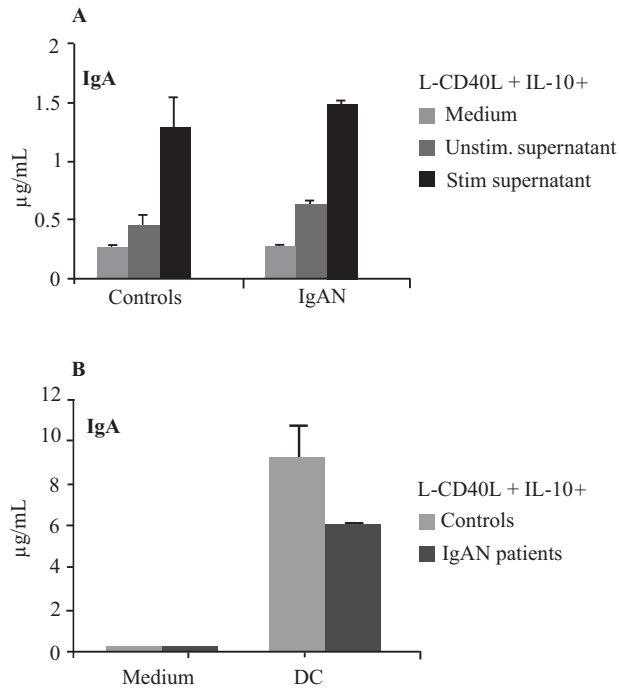 A
2
IgA
L-CD40L + IL-10+
1.5
Medium
Unstim. supernatant
1
Stim supernatant
µg/mL
0.5
0
Controls IgAN
B
12
IgA
10
L-CD40L + IL-10+
8
Controls
6
IgAN patients
µg/mL
4
2
0
Medium DC